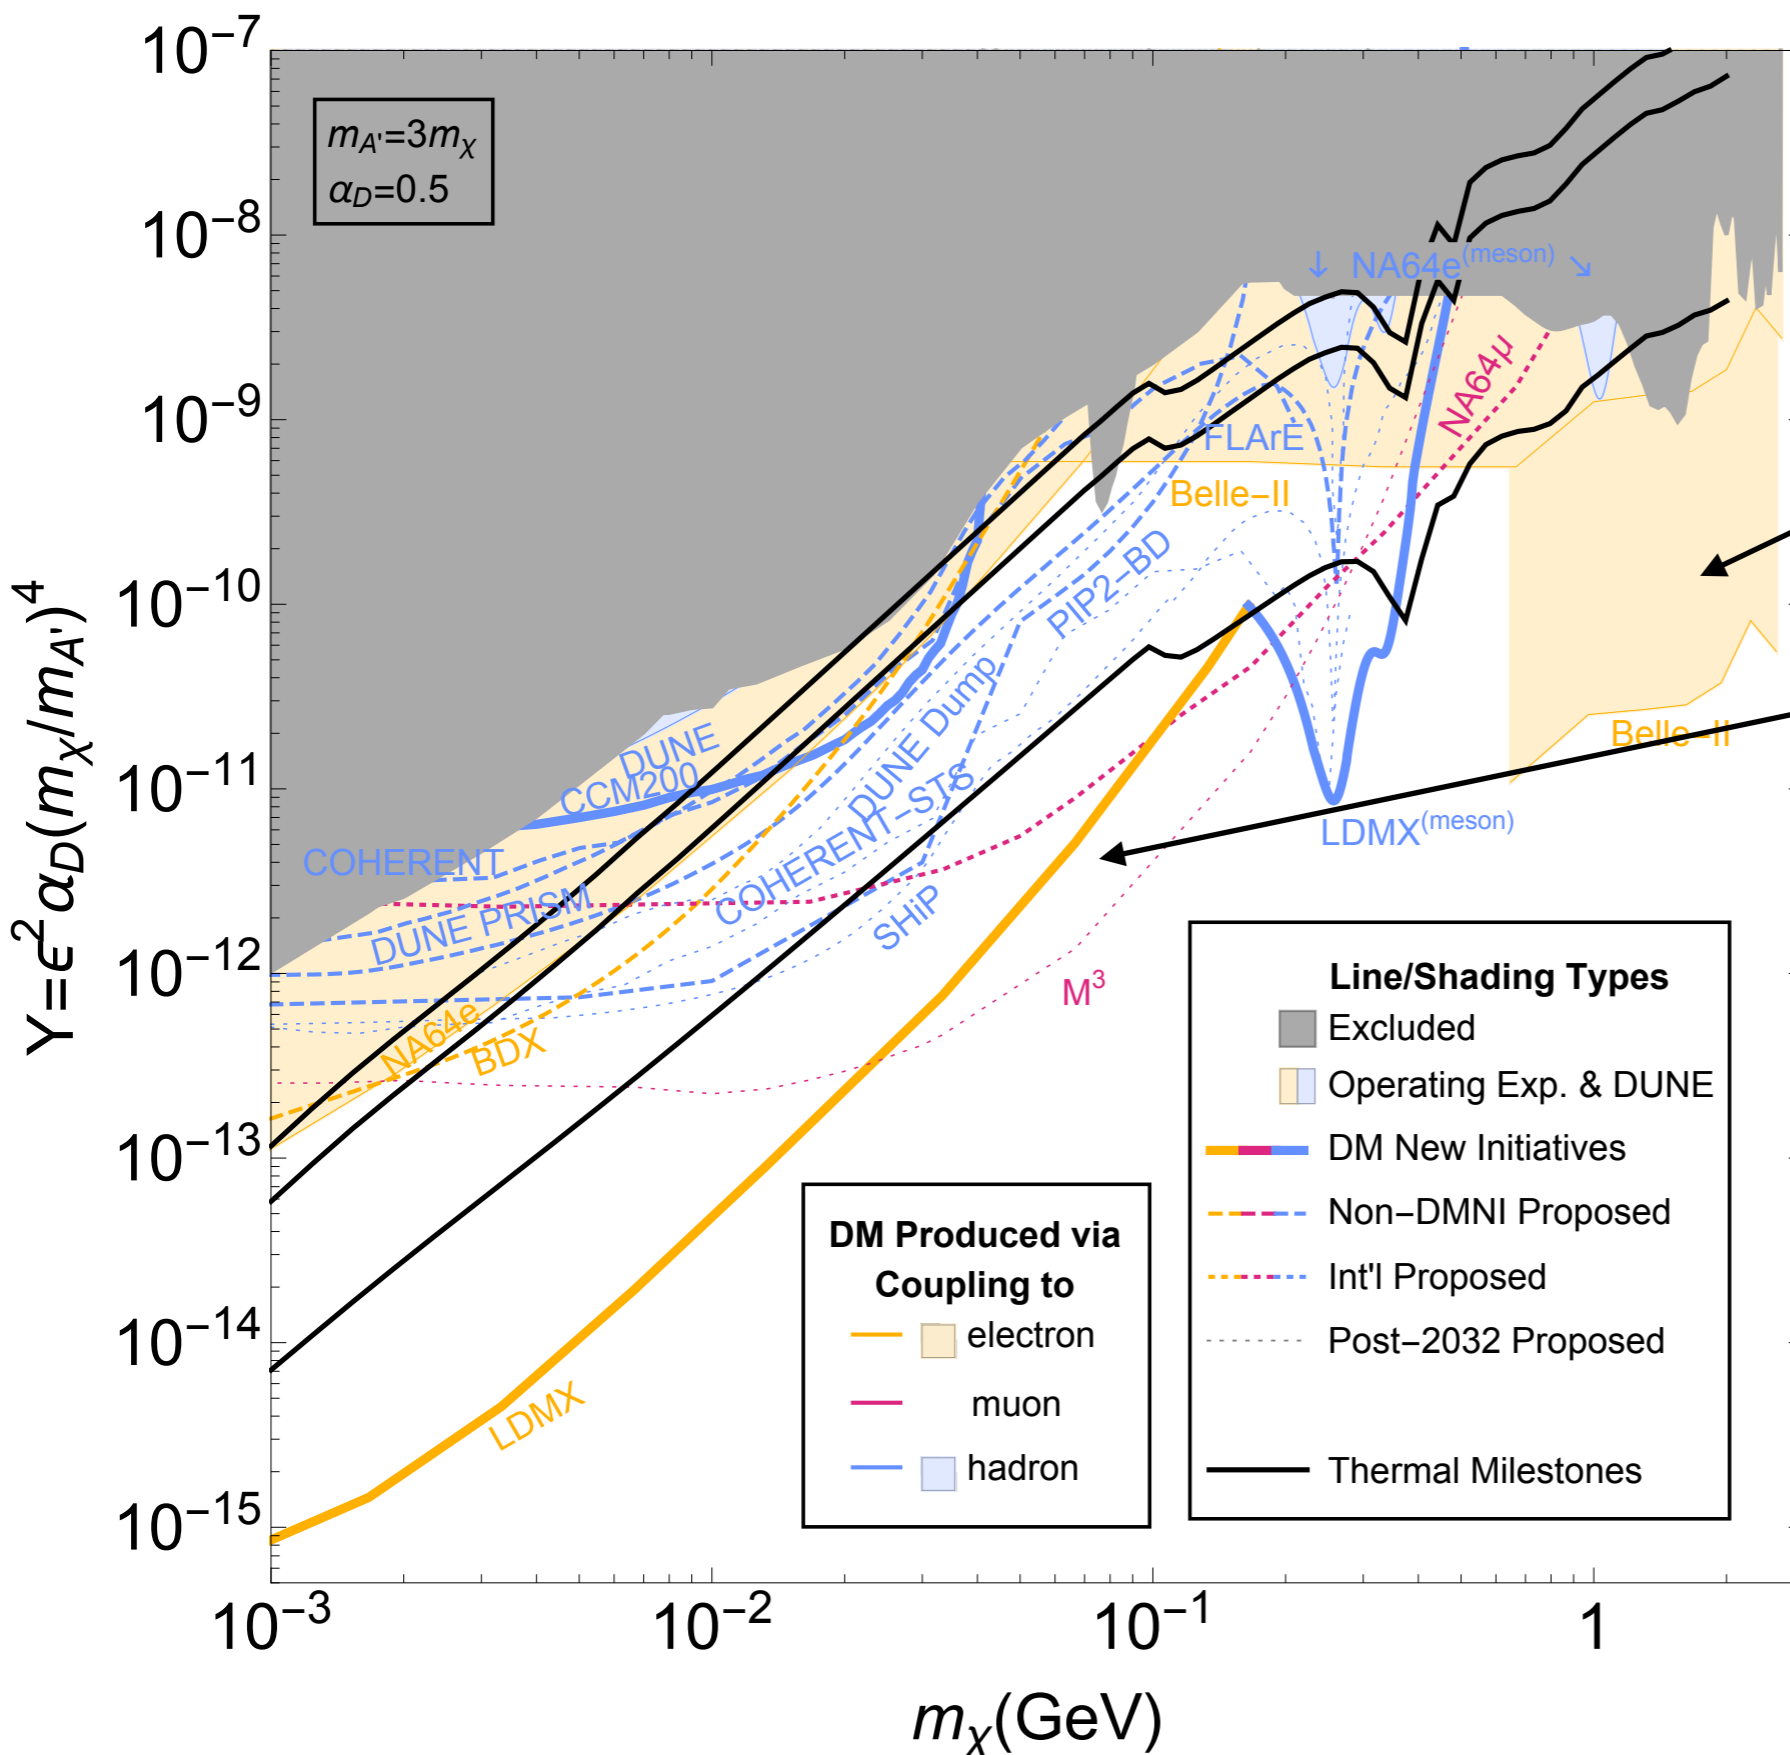 10⁻⁷
10⁻⁸
10⁻⁹
10⁻¹⁰
10⁻¹¹
10⁻¹²
10⁻¹³
10⁻¹⁴
10⁻¹⁵
Y=ϵ² α_D(m_χ/m_A')⁴
m_A'=3m_χ
α_D=0.5
↓ NA64e⁽ᵐᵉˢᵒⁿ⁾ ↘
NA64μ
FLArE
Belle−II
PIP2−BD
DUNE
CCM200
DUNE Dump
Belle−II
COHERENT
LDMX⁽ᵐᵉˢᵒⁿ⁾
DUNE PRISM
COHERENT−STS
SHiP
M³
NA64e
BDX
LDMX
Line/Shading Types
Excluded
Operating Exp. & DUNE
DM New Initiatives
Non−DMNI Proposed
Int'l Proposed
Post−2032 Proposed
Thermal Milestones
DM Produced via
Coupling to
electron
muon
hadron
10⁻³
10⁻²
10⁻¹
1
m_χ(GeV)